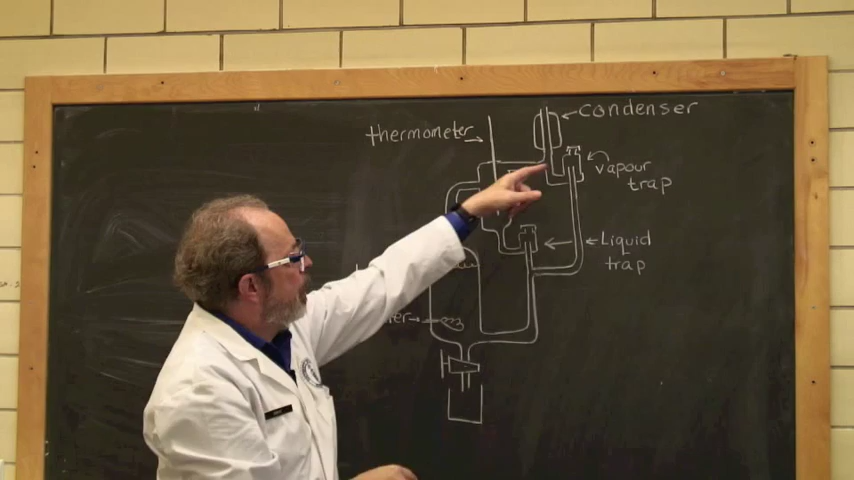 condenser
thermometer
vapour
trap
Liquid
trap